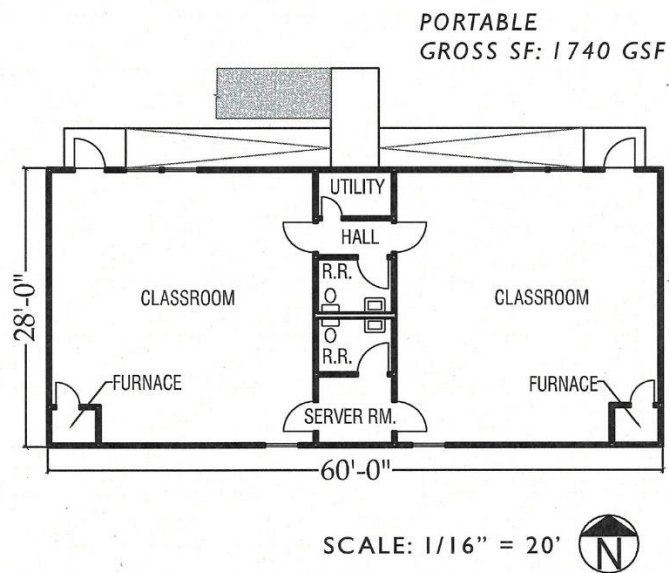 PORTABLE
GROSS SF: 1740 GSF
UTILITY
HALL
R.R.
CLASSROOM
CLASSROOM
28'-0"
R.R.
FURNACE
FURNACE
SERVER RM.
60'-0"
SCALE: 1/16" = 20'
N